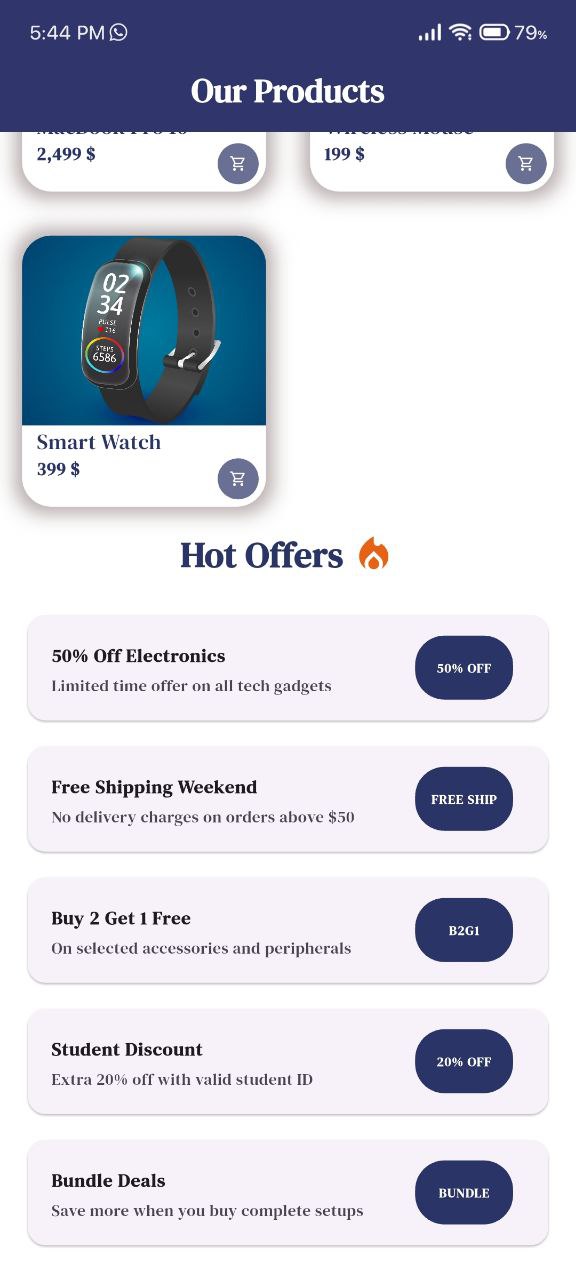 5:44 PM 79%
Our Products
2,499 $ 199 $
02
34
PULSE
116
STEPS
6586
Smart Watch
399 $
Hot Offers
50% Off Electronics
Limited time offer on all tech gadgets
50% OFF
Free Shipping Weekend
No delivery charges on orders above $50
FREE SHIP
Buy 2 Get 1 Free
On selected accessories and peripherals
B2G1
Student Discount
Extra 20% off with valid student ID
20% OFF
Bundle Deals
Save more when you buy complete setups
BUNDLE